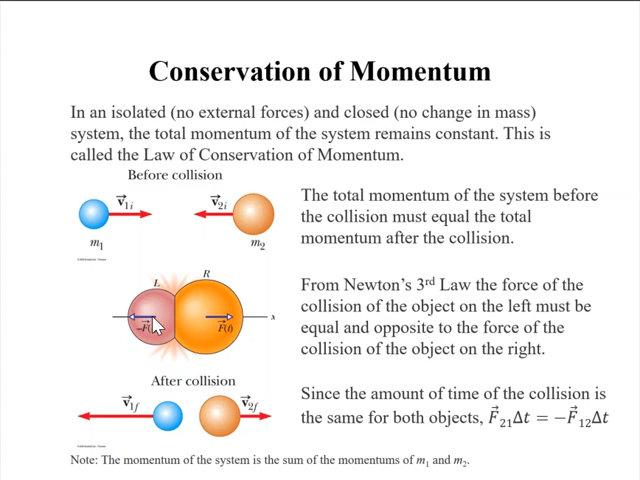 Conservation of Momentum
In an isolated (no external forces) and closed (no change in mass)
system, the total momentum of the system remains constant. This is
called the Law of Conservation of Momentum.
Before collision
v⃗1i
v⃗2i
m1
m2
The total momentum of the system before
the collision must equal the total
momentum after the collision.
L
R
−F⃗(
F⃗(t)
x
From Newton's 3rd Law the force of the
collision of the object on the left must be
equal and opposite to the force of the
collision of the object on the right.
After collision
v⃗1f
v⃗2f
Since the amount of time of the collision is
the same for both objects, F⃗21Δt = −F⃗12Δt
Note: The momentum of the system is the sum of the momentums of m1 and m2.